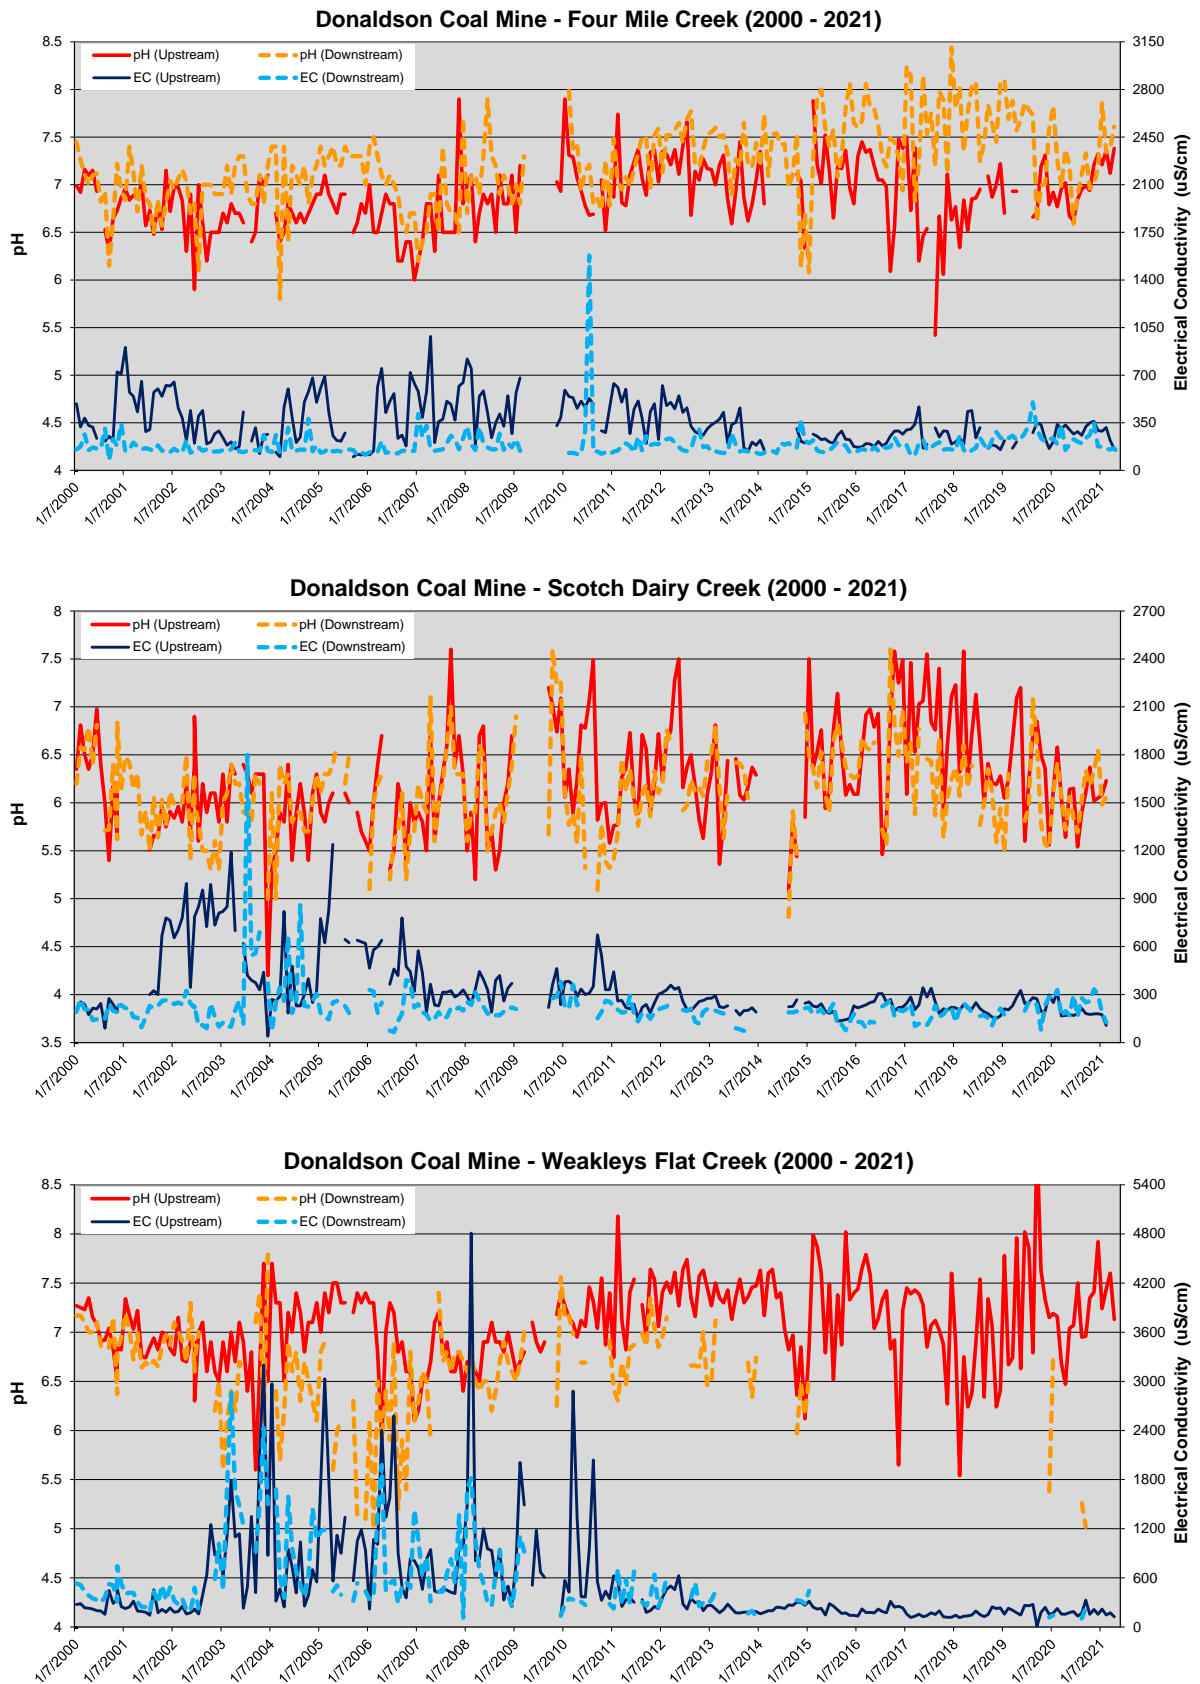 Donaldson Coal Mine - Four Mile Creek (2000 - 2021)
pH (Upstream) pH (Downstream)
EC (Upstream) EC (Downstream)
8.5 3150
8 2800
7.5 2450
7 2100
6.5 1750
6 1400
5.5 1050
5 700
4.5 350
4 0
pH
Electrical Conductivity (uS/cm)
1/7/2000 1/7/2001 1/7/2002 1/7/2003 1/7/2004 1/7/2005 1/7/2006 1/7/2007 1/7/2008 1/7/2009 1/7/2010 1/7/2011 1/7/2012 1/7/2013 1/7/2014 1/7/2015 1/7/2016 1/7/2017 1/7/2018 1/7/2019 1/7/2020 1/7/2021
Donaldson Coal Mine - Scotch Dairy Creek (2000 - 2021)
pH (Upstream) pH (Downstream)
EC (Upstream) EC (Downstream)
8 2700
7.5 2400
7 2100
6.5 1800
6 1500
5.5 1200
5 900
4.5 600
4 300
3.5 0
pH
Electrical Conductivity (uS/cm)
1/7/2000 1/7/2001 1/7/2002 1/7/2003 1/7/2004 1/7/2005 1/7/2006 1/7/2007 1/7/2008 1/7/2009 1/7/2010 1/7/2011 1/7/2012 1/7/2013 1/7/2014 1/7/2015 1/7/2016 1/7/2017 1/7/2018 1/7/2019 1/7/2020 1/7/2021
Donaldson Coal Mine - Weakleys Flat Creek (2000 - 2021)
pH (Upstream) pH (Downstream)
EC (Upstream) EC (Downstream)
8.5 5400
8 4800
7.5 4200
7 3600
6.5 3000
6 2400
5.5 1800
5 1200
4.5 600
4 0
pH
Electrical Conductivity (uS/cm)
1/7/2000 1/7/2001 1/7/2002 1/7/2003 1/7/2004 1/7/2005 1/7/2006 1/7/2007 1/7/2008 1/7/2009 1/7/2010 1/7/2011 1/7/2012 1/7/2013 1/7/2014 1/7/2015 1/7/2016 1/7/2017 1/7/2018 1/7/2019 1/7/2020 1/7/2021